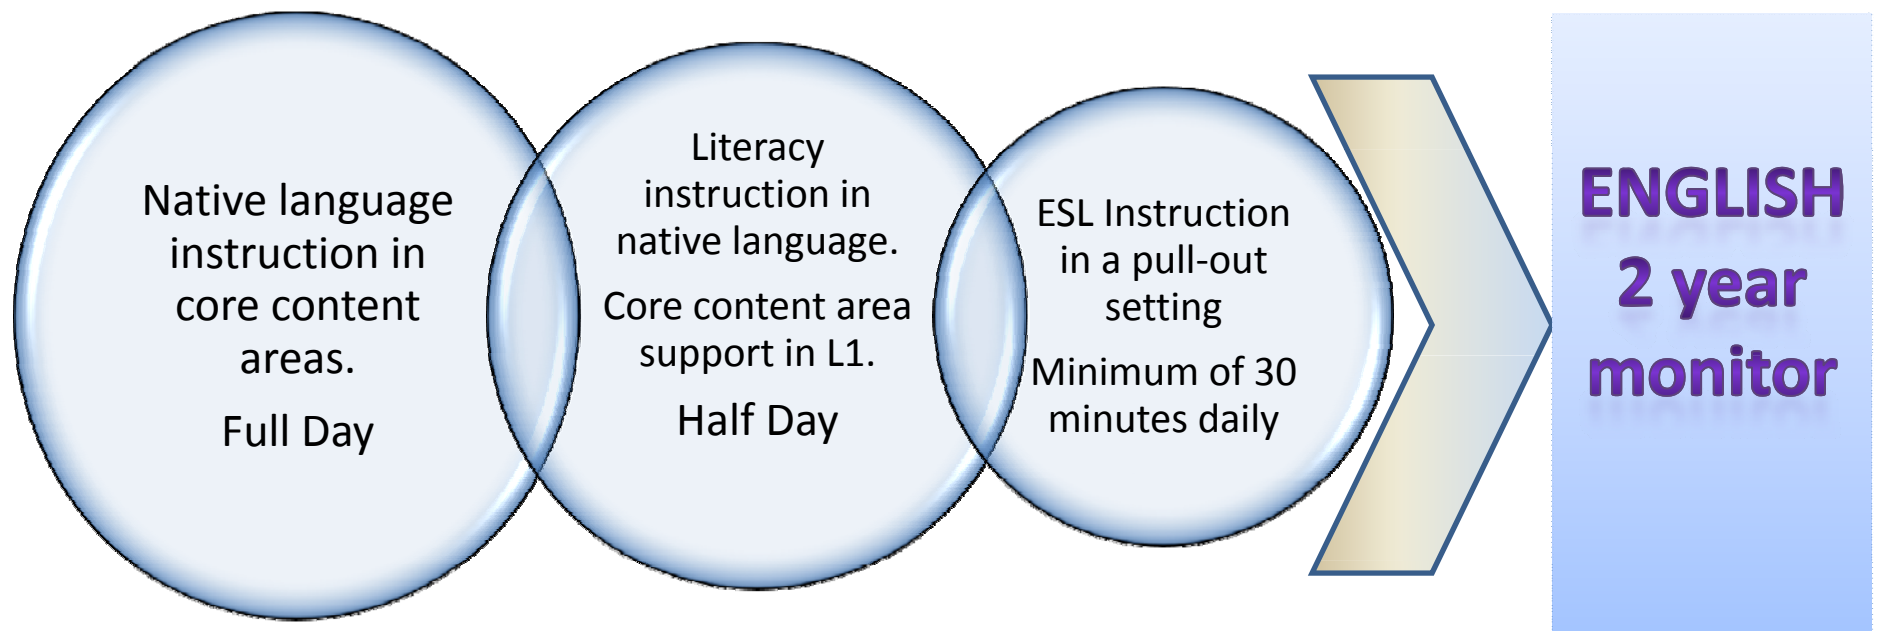 Native language
instruction in
core content
areas.
Full Day
Literacy
instruction in
native language.
Core content area
support in L1.
Half Day
ESL Instruction
in a pull-out
setting
Minimum of 30
minutes daily
ENGLISH
2 year
monitor